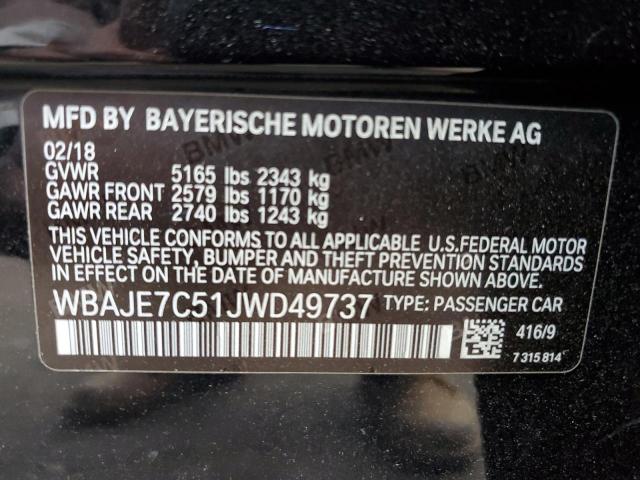 MFD BY BAYERISCHE MOTOREN WERKE AG
02/18
GVWR 5165 lbs 2343 kg
GAWR FRONT 2579 lbs 1170 kg
GAWR REAR 2740 lbs 1243 kg
THIS VEHICLE CONFORMS TO ALL APPLICABLE U.S.FEDERAL MOTOR
VEHICLE SAFETY, BUMPER, AND THEFT PREVENTION STANDARDS
IN EFFECT ON THE DATE OF MANUFACTURE SHOWN ABOVE.
WBAJE7C51JWD49737 TYPE: PASSENGER CAR
416/9
7 315 814